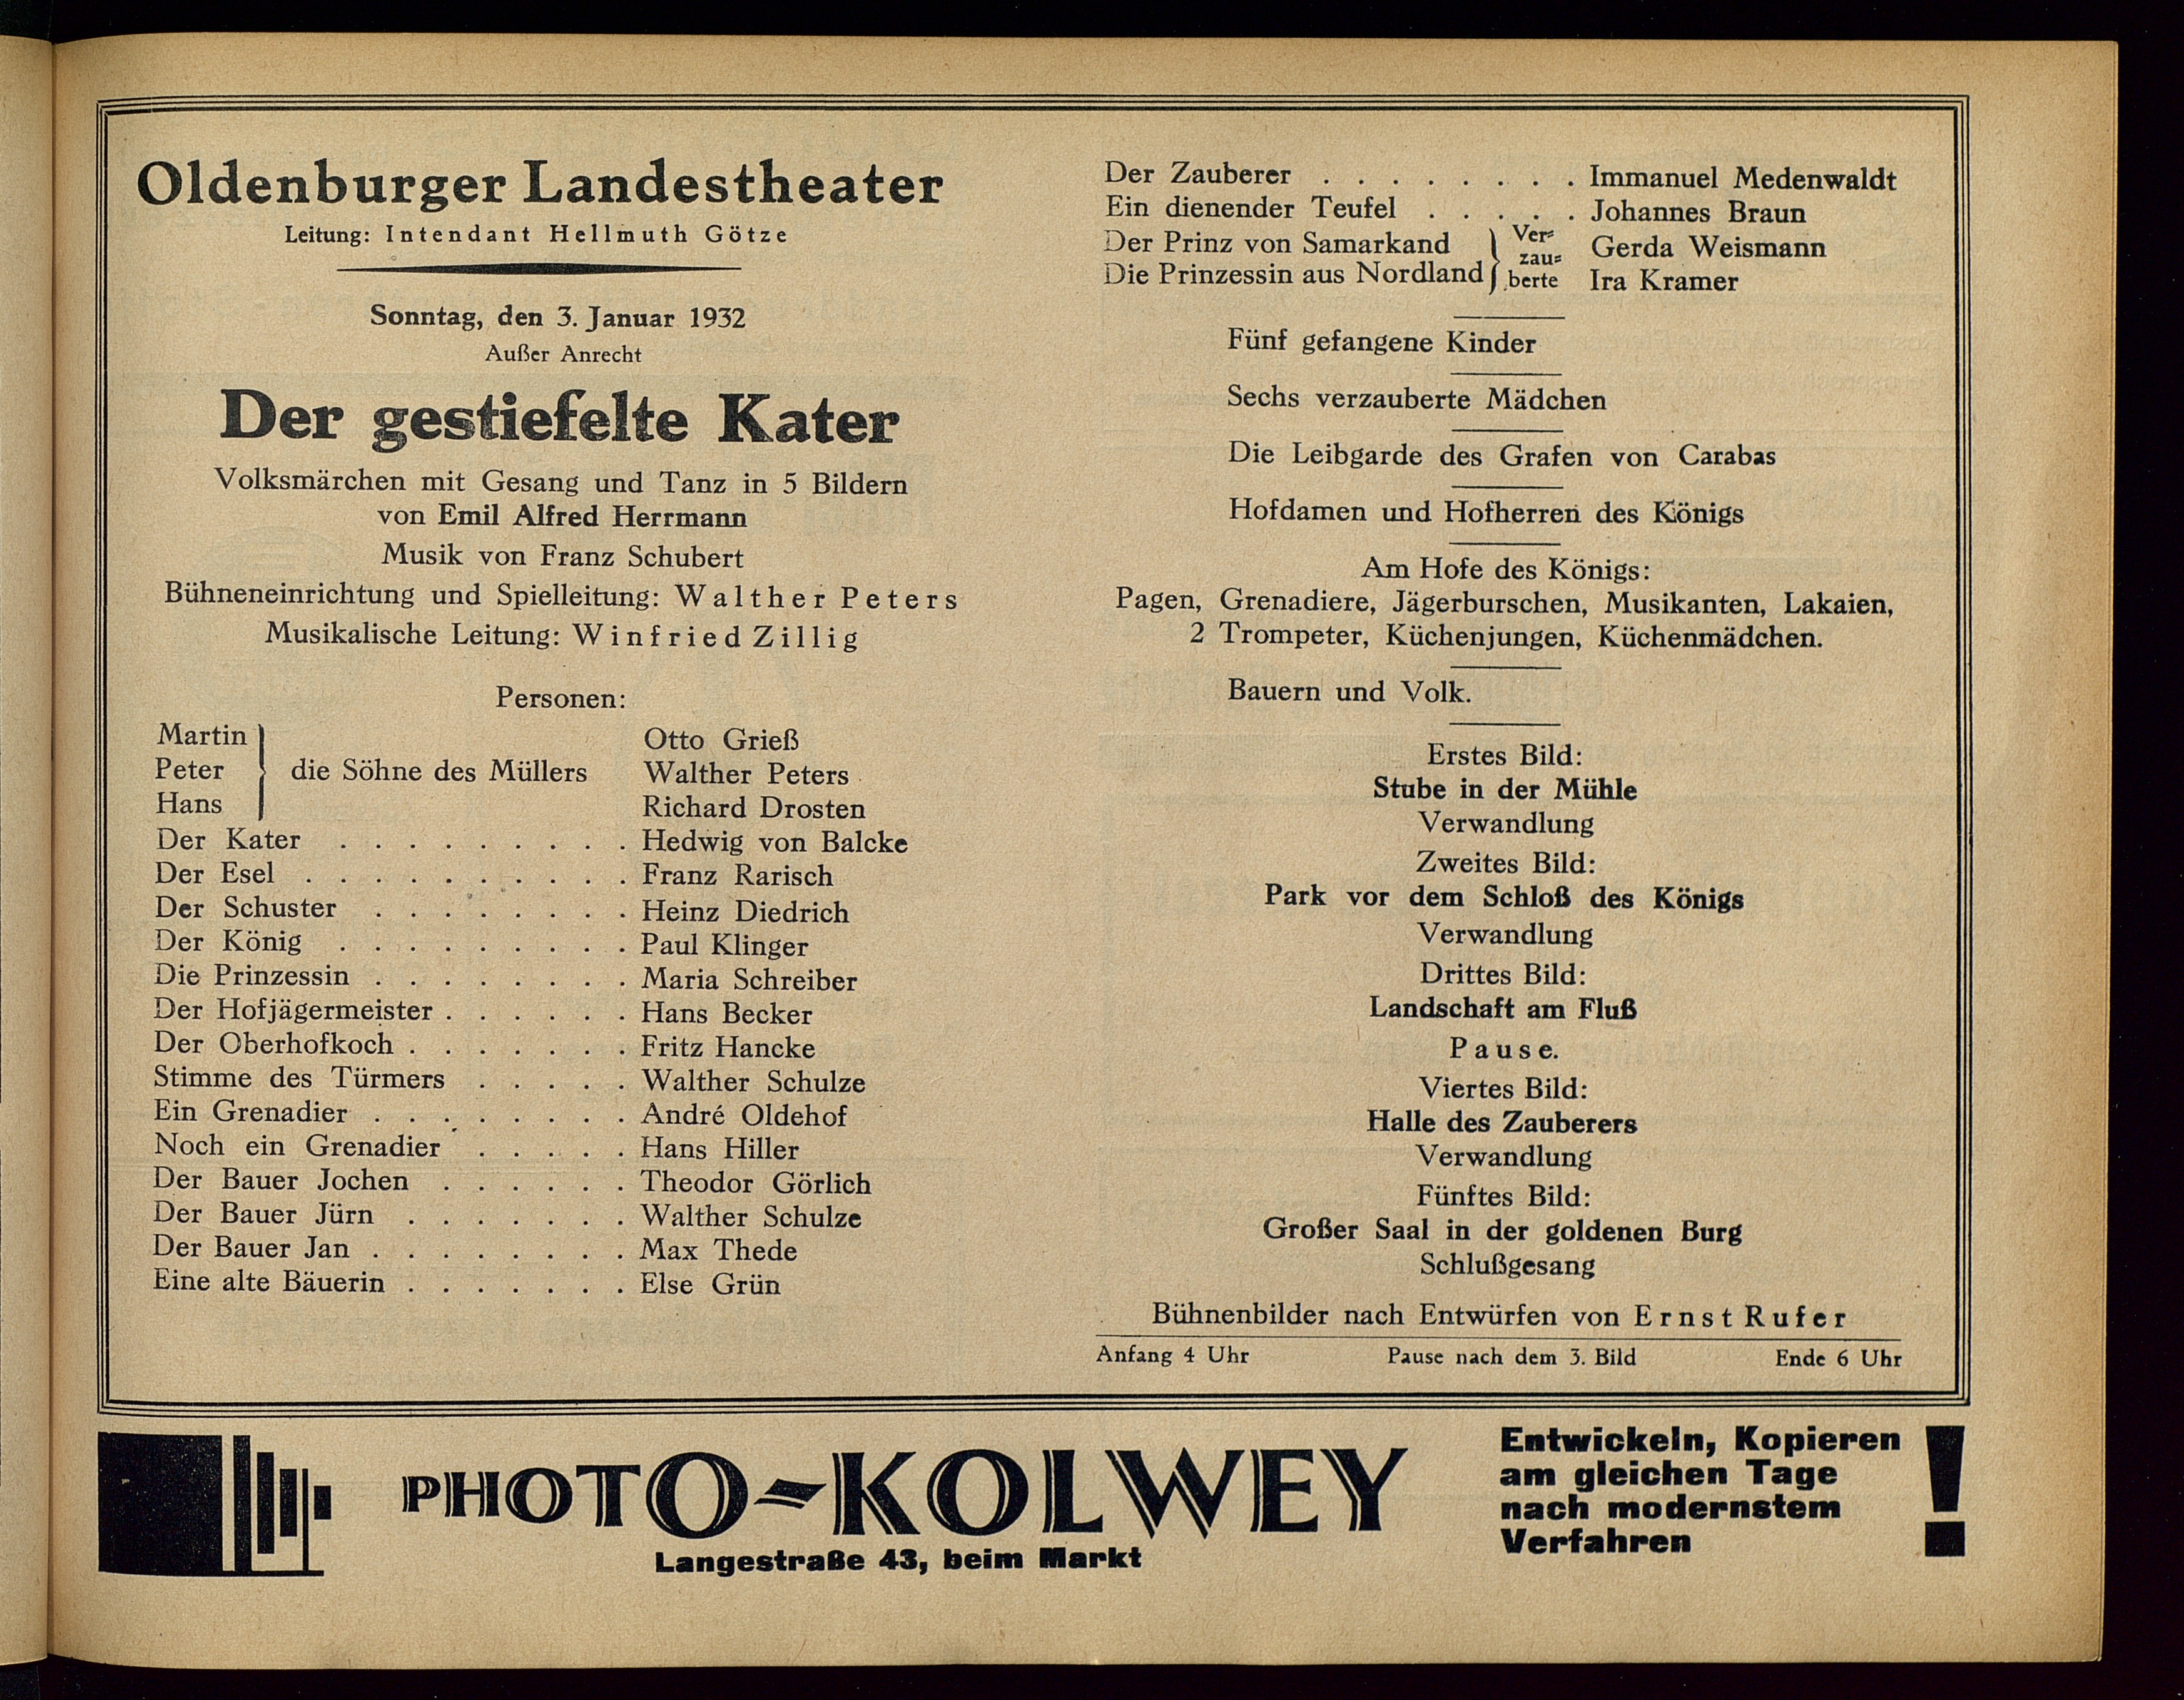 Oldenburger Landestheater
Leitung: Intendant Hellmuth Götze
Sonntag, den 3. Januar 1932
Außer Anrecht
Der gestiefelte Kater
Volksmärchen mit Gesang und Tanz in 5 Bildern
von Emil Alfred Herrmann
Musik von Franz Schubert
Bühneneinrichtung und Spielleitung: Walther Peters
Musikalische Leitung: Winfried Zillig
Personen:
Martin Otto Grieß
Peter } die Söhne des Müllers Walther Peters
Hans Richard Drosten
Der Kater . . . . . . . . . Hedwig von Balcke
Der Esel . . . . . . . . . . Franz Rarisch
Der Schuster . . . . . . . . Heinz Diedrich
Der König . . . . . . . . . Paul Klinger
Die Prinzessin . . . . . . . . Maria Schreiber
Der Hofjägermeister . . . . . . Hans Becker
Der Oberhofkoch . . . . . . . Fritz Hancke
Stimme des Türmers . . . . . Walther Schulze
Ein Grenadier . . . . . . . . André Oldehof
Noch ein Grenadier . . . . . Hans Hiller
Der Bauer Jochen . . . . . . Theodor Görlich
Der Bauer Jürn . . . . . . . Walther Schulze
Der Bauer Jan . . . . . . . . Max Thede
Eine alte Bäuerin . . . . . . . Else Grün
Der Zauberer . . . . . . . . Immanuel Medenwaldt
Ein dienender Teufel . . . . . Johannes Braun
Der Prinz von Samarkand } Ver= Gerda Weismann
zau=
Die Prinzessin aus Nordland berte Ira Kramer
Fünf gefangene Kinder
Sechs verzauberte Mädchen
Die Leibgarde des Grafen von Carabas
Hofdamen und Hofherren des Königs
Am Hofe des Königs:
Pagen, Grenadiere, Jägerburschen, Musikanten, Lakaien,
2 Trompeter, Küchenjungen, Küchenmädchen.
Bauern und Volk.
Erstes Bild:
Stube in der Mühle
Verwandlung
Zweites Bild:
Park vor dem Schloß des Königs
Verwandlung
Drittes Bild:
Landschaft am Fluß
Pause.
Viertes Bild:
Halle des Zauberers
Verwandlung
Fünftes Bild:
Großer Saal in der goldenen Burg
Schlußgesang
Bühnenbilder nach Entwürfen von Ernst Rufer
Anfang 4 Uhr Pause nach dem 3. Bild Ende 6 Uhr
PHOTO=KOLWEY
Langestraße 43, beim Markt
Entwickeln, Kopieren
am gleichen Tage
nach modernstem
Verfahren !